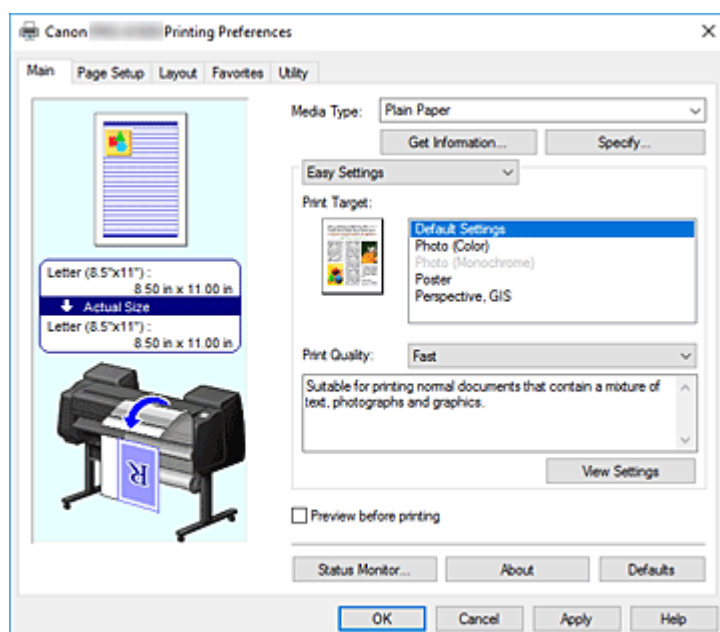 Canon Printing Preferences
Main Page Setup Layout Favorites Utility
Media Type: Plain Paper
Get Information... Specify...
Easy Settings
Print Target:
Default Settings
Photo (Color)
Photo (Monochrome)
Poster
Perspective, GIS
Letter (8.5"x11") :
8.50 in x 11.00 in
Actual Size
Letter (8.5"x11") :
8.50 in x 11.00 in
R
Print Quality: Fast
Suitable for printing normal documents that contain a mixture of
text, photographs and graphics.
View Settings
Preview before printing
Status Monitor... About Defaults
OK Cancel Apply Help